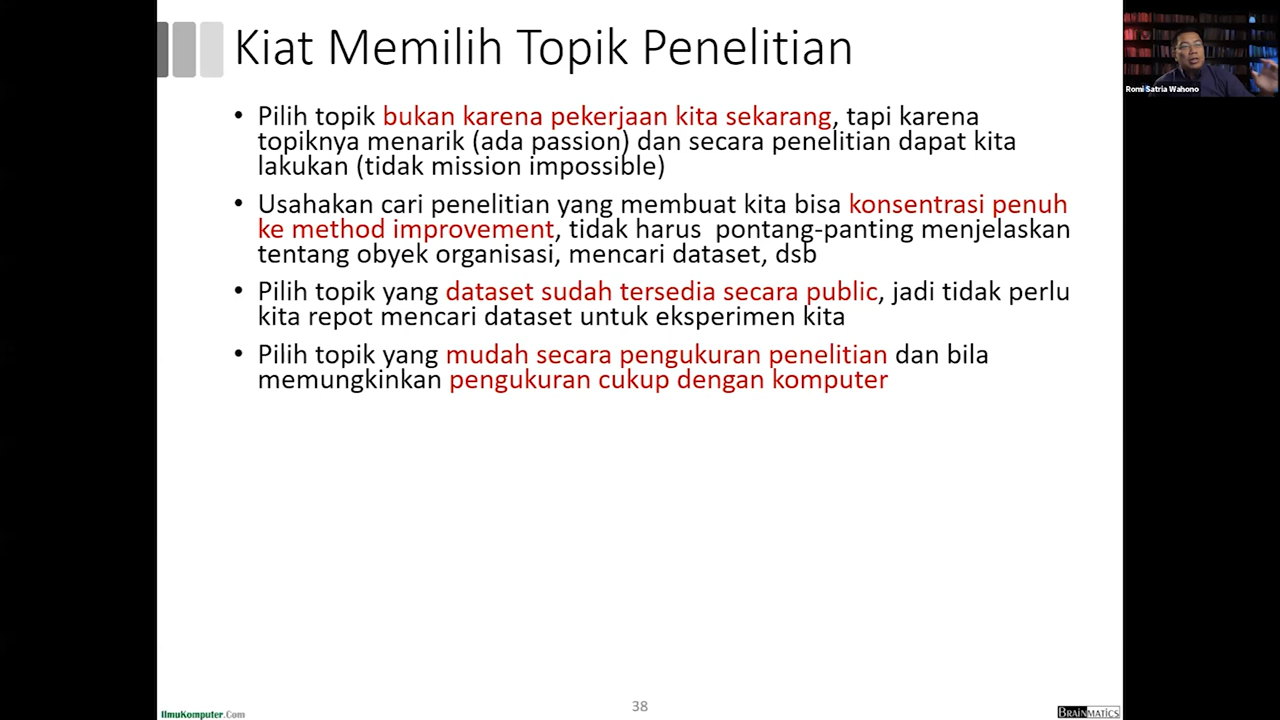 Kiat Memilih Topik Penelitian
Romi Satria Wahono
• Pilih topik bukan karena pekerjaan kita sekarang, tapi karena
topiknya menarik (ada passion) dan secara penelitian dapat kita
lakukan (tidak mission impossible)
• Usahakan cari penelitian yang membuat kita bisa konsentrasi penuh
ke method improvement, tidak harus pontang-panting menjelaskan
tentang obyek organisasi, mencari dataset, dsb
• Pilih topik yang dataset sudah tersedia secara public, jadi tidak perlu
kita repot mencari dataset untuk eksperimen kita
• Pilih topik yang mudah secara pengukuran penelitian dan bila
memungkinkan pengukuran cukup dengan komputer
IlmuKomputer.Com
38
BRAINMATICS